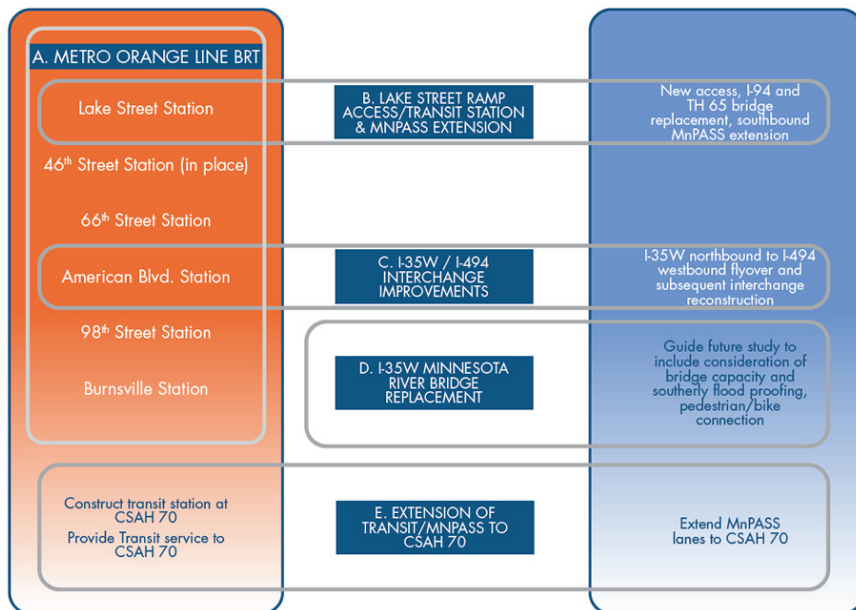 A. METRO ORANGE LINE BRT
Lake Street Station
B. LAKE STREET RAMP
ACCESS/TRANSIT STATION
& MNPASS EXTENSION
New access, I-94 and
TH 65 bridge
replacement, southbound
MnPASS extension
46th Street Station (in place)
66th Street Station
American Blvd. Station
C. I-35W / I-494
INTERCHANGE
IMPROVEMENTS
I-35W northbound to I-494
westbound flyover and
subsequent interchange
reconstruction
98th Street Station
Burnsville Station
D. I-35W MINNESOTA
RIVER BRIDGE
REPLACEMENT
Guide future study to
include consideration of
bridge capacity and
southerly flood proofing,
pedestrian/bike
connection
Construct transit station at
CSAH 70
Provide Transit service to
CSAH 70
E. EXTENSION OF
TRANSIT/MNPASS TO
CSAH 70
Extend MnPASS
lanes to CSAH 70